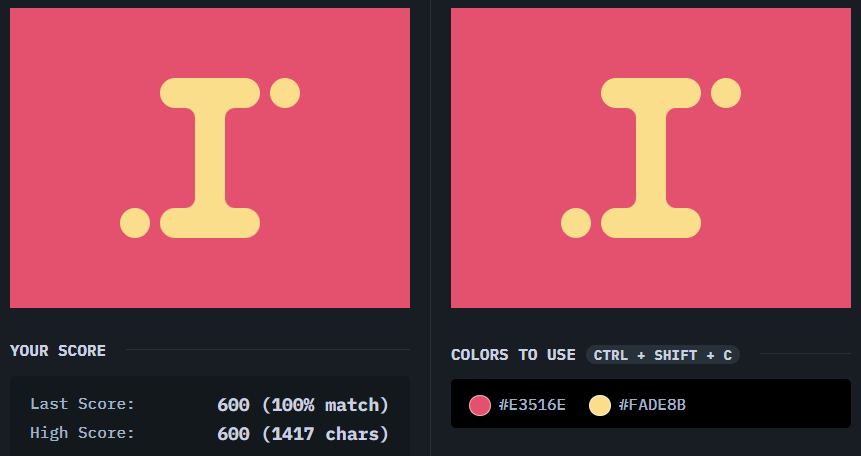 YOUR SCORE
Last Score: 600 (100% match)
High Score: 600 (1417 chars)
COLORS TO USE CTRL + SHIFT + C
#E3516E #FADE8B